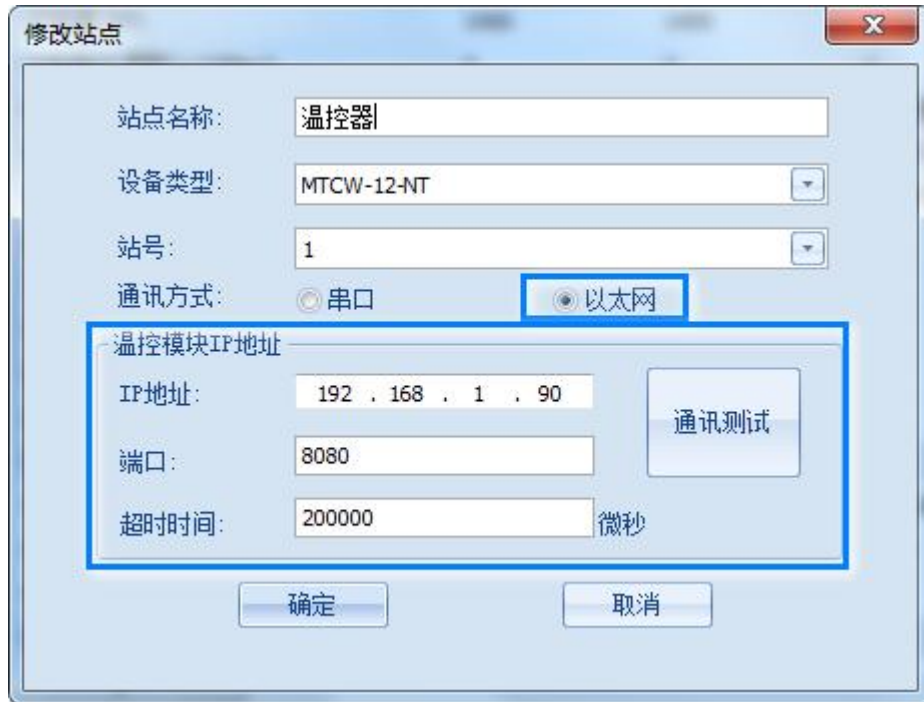 修改站点
站点名称: 温控器
设备类型: MTCW-12-NT
站号: 1
通讯方式: 串口 以太网
温控模块IP地址
IP地址: 192 . 168 . 1 . 90
通讯测试
端口: 8080
超时时间: 200000 微秒
确定 取消